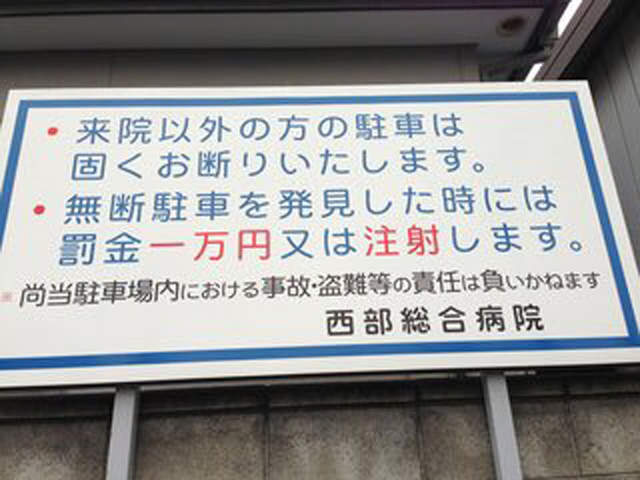 • 来院以外の方の駐車は
固くお断りいたします。
• 無断駐車を発見した時には
罰金一万円又は注射します。
※ 尚当駐車場内における事故・盗難等の責任は負いかねます
西部総合病院